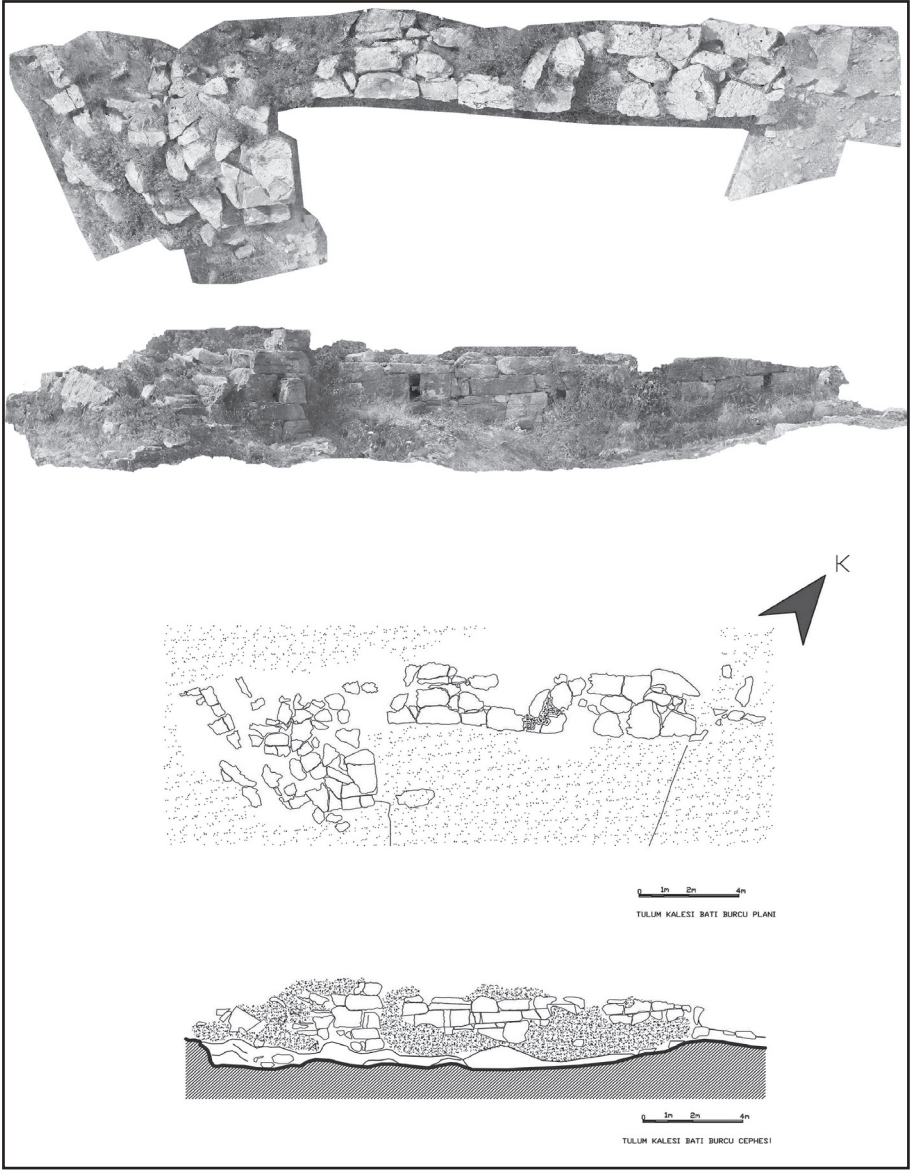 K
0 1m 2m 4m
TULUM KALESI BATI BURCU PLANI
0 1m 2m 4m
TULUM KALESI BATI BURCU CEPHESI